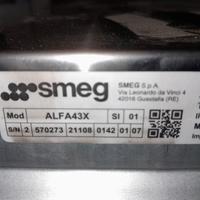 smeg
SMEG S.p.A.
Via Leonardo da Vinci 4
42016 Guastalla (RE)
Mod ALFA43X SI 01
S/N 2 570273 21108 0142 01 07